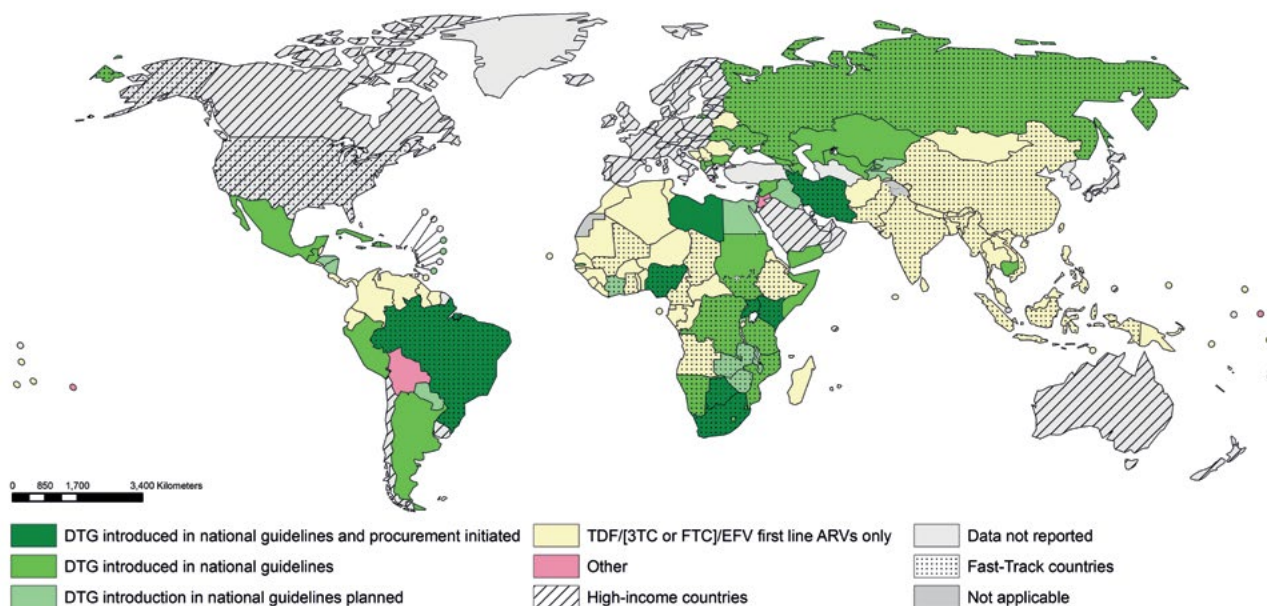 0 850 1,700 3,400 Kilometers
DTG introduced in national guidelines and procurement initiated
DTG introduced in national guidelines
DTG introduction in national guidelines planned
TDF/[3TC or FTC]/EFV first line ARVs only
Other
High-income countries
Data not reported
Fast-Track countries
Not applicable